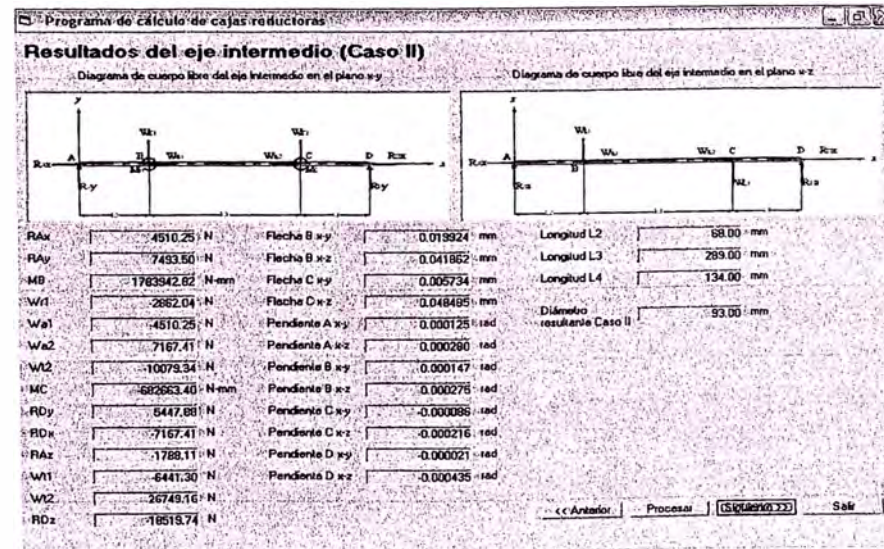 Programa de cálculo de cajas reductoras
Resultados del eje intermedio (Caso II)
Diagrama de cuerpo libre del eje intermedio en el plano x-y
Diagrama de cuerpo libre del eje intermedio en el plano x-z
RAx 4510.25 N
RAy 7493.50 N
MB 1783942.82 N-mm
Wr1 -2862.04 N
Wa1 -4510.25 N
Wa2 7167.41 N
-10079.34 N
MC -682663.40 N-mm
RDy 5447.88 N
RDx -7167.41 N
RAz -1788.11 N
Wt1 -6441.30 N
Wt2 26749.16 N
RDz -18519.74 N
Flecha B x-y 0.019924 mm
Flecha B x-z 0.041862 mm
Flecha C x-y 0.005734 mm
Flecha C x-z 0.048485 mm
Pendiente A x-y 0.000125 rad
Pendiente A x-z 0.000280 rad
Pendiente B x-y 0.000147 rad
Pendiente B x-z 0.000275 rad
Pendiente C x-y -0.000086 rad
Pendiente C x-z -0.000216 rad
Pendiente D x-y -0.000021 rad
Pendiente D x-z -0.000435 rad
Longitud L2 68.00 mm
Longitud L3 289.00 mm
Longitud L4 134.00 mm
Diámetro
resultante Caso II 93.00 mm
<< Anterior Procesar Siguiente >> Salir